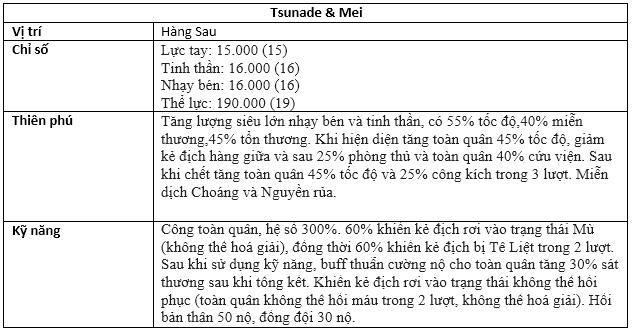 Tsunade & Mei
Vị trí
Hàng Sau
Chỉ số
Lực tay: 15.000 (15)
Tinh thần: 16.000 (16)
Nhạy bén: 16.000 (16)
Thể lực: 190.000 (19)
Thiên phú
Tăng lượng siêu lớn nhạy bén và tinh thần, có 55% tốc độ,40% miễn
thương,45% tổn thương. Khi hiện diện tăng toàn quân 45% tốc độ, giảm
kẻ địch hàng giữa và sau 25% phòng thủ và toàn quân 40% cứu viện. Sau
khi chết tăng toàn quân 45% tốc độ và 25% công kích trong 3 lượt. Miễn
dịch Choáng và Nguyền rủa.
Kỹ năng
Công toàn quân, hệ số 300%. 60% khiến kẻ địch rơi vào trạng thái Mù
(không thể hoá giải), đồng thời 60% khiến kẻ địch bị Tê Liệt trong 2 lượt.
Sau khi sử dụng kỹ năng, buff thuẫn cường nộ cho toàn quân tăng 30% sát
thương sau khi tổng kết. Khiến kẻ địch rơi vào trạng thái không thể hồi
phục (toàn quân không thể hồi máu trong 2 lượt, không thể hoá giải). Hồi
bản thân 50 nộ, đồng đội 30 nộ.